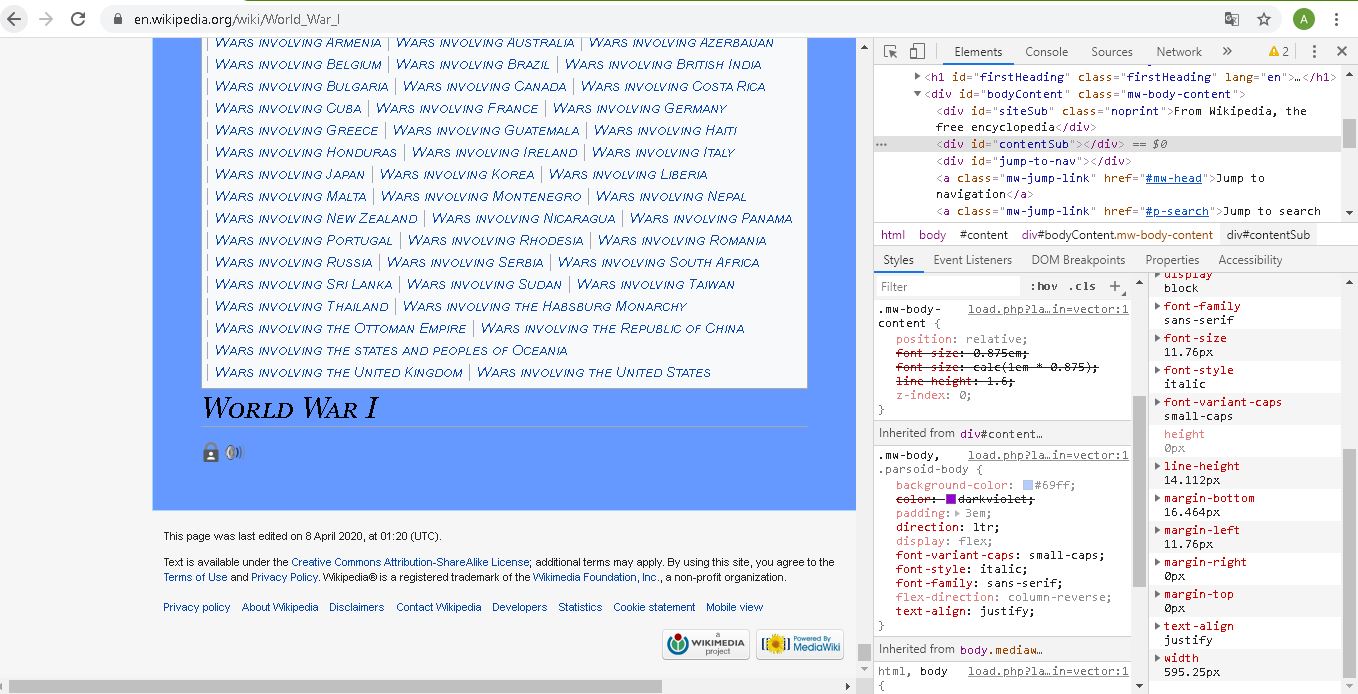 en.wikipedia.org/wiki/World_War_I
A
Wars involving Armenia | Wars involving Australia | Wars involving Azerbaijan
Wars involving Belgium | Wars involving Brazil | Wars involving British India
Wars involving Bulgaria | Wars involving Canada | Wars involving Costa Rica
Wars involving Cuba | Wars involving France | Wars involving Germany
Wars involving Greece | Wars involving Guatemala | Wars involving Haiti
Wars involving Honduras | Wars involving Ireland | Wars involving Italy
Wars involving Japan | Wars involving Korea | Wars involving Liberia
Wars involving Malta | Wars involving Montenegro | Wars involving Nepal
Wars involving New Zealand | Wars involving Nicaragua | Wars involving Panama
Wars involving Portugal | Wars involving Rhodesia | Wars involving Romania
Wars involving Russia | Wars involving Serbia | Wars involving South Africa
Wars involving Sri Lanka | Wars involving Sudan | Wars involving Taiwan
Wars involving Thailand | Wars involving the Habsburg Monarchy
Wars involving the Ottoman Empire | Wars involving the Republic of China
Wars involving the states and peoples of Oceania
Wars involving the United Kingdom | Wars involving the United States
World War I
This page was last edited on 8 April 2020, at 01:20 (UTC).
Text is available under the Creative Commons Attribution-ShareAlike License; additional terms may apply. By using this site, you agree to the
Terms of Use and Privacy Policy. Wikipedia® is a registered trademark of the Wikimedia Foundation, Inc., a non-profit organization.
Privacy policy About Wikipedia Disclaimers Contact Wikipedia Developers Statistics Cookie statement Mobile view
a
WIKIMEDIA
project
Powered By
MediaWiki
Elements Console Sources Network » 2
<h1 id="firstHeading" class="firstHeading" lang="en">…</h1>
<div id="bodyContent" class="mw-body-content">
<div id="siteSub" class="noprint">From Wikipedia, the
free encyclopedia</div>
<div id="contentSub"></div> == $0
<div id="jump-to-nav"></div>
<a class="mw-jump-link" href="#mw-head">Jump to
navigation</a>
<a class="mw-jump-link" href="#p-search">Jump to search
html body #content div#bodyContent.mw-body-content div#contentSub
Styles Event Listeners DOM Breakpoints Properties Accessibility
Filter :hov .cls +
.mw-body- load.php?la…in=vector:1
content {
position: relative;
font-size: 0.875em;
font-size: calc(1em * 0.875);
line-height: 1.6;
z-index: 0;
}
Inherited from div#content…
.mw-body, load.php?la…in=vector:1
.parsoid-body {
background-color: #69ff;
color: darkviolet;
padding: 3em;
direction: ltr;
display: flex;
font-variant-caps: small-caps;
font-style: italic;
font-family: sans-serif;
flex-direction: column-reverse;
text-align: justify;
}
Inherited from body.mediaw…
html, body load.php?la…in=vector:1
{
display
block
font-family
sans-serif
font-size
11.76px
font-style
italic
font-variant-caps
small-caps
height
0px
line-height
14.112px
margin-bottom
16.464px
margin-left
11.76px
margin-right
0px
margin-top
0px
text-align
justify
width
595.25px